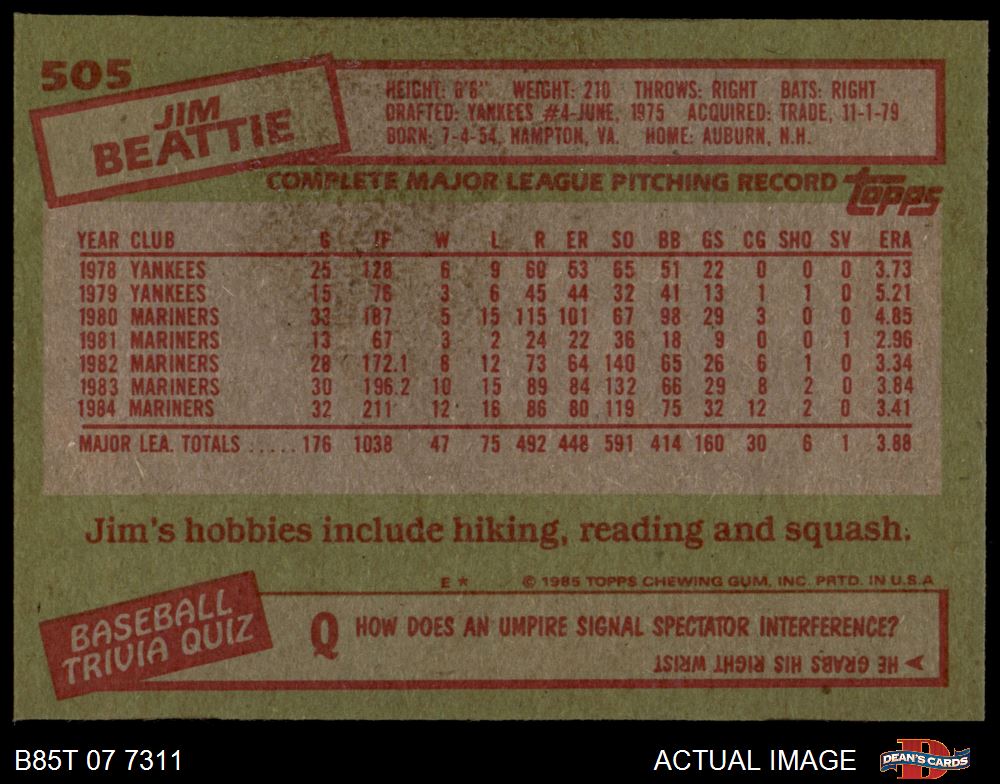 505
JIM
BEATTIE
HEIGHT: 6'6" WEIGHT: 210 THROWS: RIGHT BATS: RIGHT
DRAFTED: YANKEES #4-JUNE, 1975 ACQUIRED: TRADE, 11-1-79
BORN: 7-4-54, HAMPTON, VA. HOME: AUBURN, N.H.
COMPLETE MAJOR LEAGUE PITCHING RECORD topps
YEAR CLUB G IP W L R ER SO BB GS CG SHO SV ERA
1978 YANKEES 25 128 6 9 60 53 65 51 22 0 0 0 3.73
1979 YANKEES 15 76 3 6 45 44 32 41 13 1 1 0 5.21
1980 MARINERS 33 187 5 15 115 101 67 98 29 3 0 0 4.85
1981 MARINERS 13 67 3 2 24 22 36 18 9 0 0 1 2.96
1982 MARINERS 28 172.1 8 12 73 64 140 65 26 6 1 0 3.34
1983 MARINERS 30 196.2 10 15 89 84 132 66 29 8 2 0 3.84
1984 MARINERS 32 211 12 16 86 80 119 75 32 12 2 0 3.41
MAJOR LEA. TOTALS ..... 176 1038 47 75 492 448 591 414 160 30 6 1 3.88
Jim's hobbies include hiking, reading and squash.
E * © 1985 TOPPS CHEWING GUM, INC. PRTD. IN U.S.A
BASEBALL
TRIVIA QUIZ
Q HOW DOES AN UMPIRE SIGNAL SPECTATOR INTERFERENCE?
HE GRABS HIS RIGHT WRIST
B85T 07 7311
ACTUAL IMAGE
DEAN'S CARDS